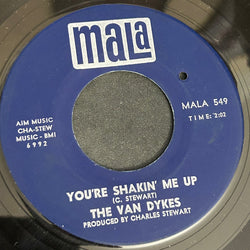 mala
MALA 549
AIM MUSIC
CHA-STEW
MUSIC - BMI
6992
TIME: 2:02
YOU'RE SHAKIN' ME UP
(C. STEWART)
THE VAN DYKES
PRODUCED BY CHARLES STEWART